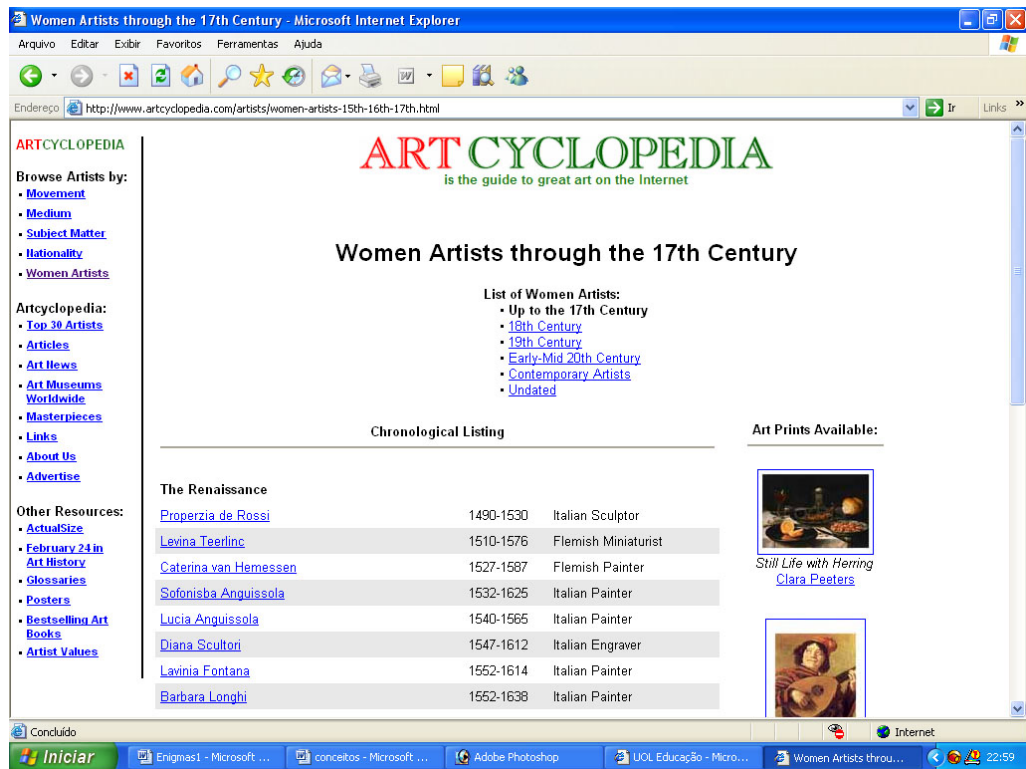 Women Artists through the 17th Century - Microsoft Internet Explorer
Arquivo Editar Exibir Favoritos Ferramentas Ajuda
Endereço http://www.artcyclopedia.com/artists/women-artists-15th-16th-17th.html Ir Links »
ARTCYCLOPEDIA
Browse Artists by:
Movement
Medium
Subject Matter
Nationality
Women Artists
Artcyclopedia:
Top 30 Artists
Articles
Art News
Art Museums
Worldwide
Masterpieces
Links
About Us
Advertise
Other Resources:
ActualSize
February 24 in
Art History
Glossaries
Posters
Bestselling Art
Books
Artist Values
ART CYCLOPEDIA
is the guide to great art on the Internet
Women Artists through the 17th Century
List of Women Artists:
Up to the 17th Century
18th Century
19th Century
Early-Mid 20th Century
Contemporary Artists
Undated
Chronological Listing
The Renaissance
Properzia de Rossi 1490-1530 Italian Sculptor
Levina Teerlinc 1510-1576 Flemish Miniaturist
Caterina van Hemessen 1527-1587 Flemish Painter
Sofonisba Anguissola 1532-1625 Italian Painter
Lucia Anguissola 1540-1565 Italian Painter
Diana Scultori 1547-1612 Italian Engraver
Lavinia Fontana 1552-1614 Italian Painter
Barbara Longhi 1552-1638 Italian Painter
Art Prints Available:
Still Life with Herring
Clara Peeters
Concluído Internet
Iniciar Enigmas1 - Microsoft ... conceitos - Microsoft ... Adobe Photoshop UOL Educação - Micro... Women Artists throu... 22:59